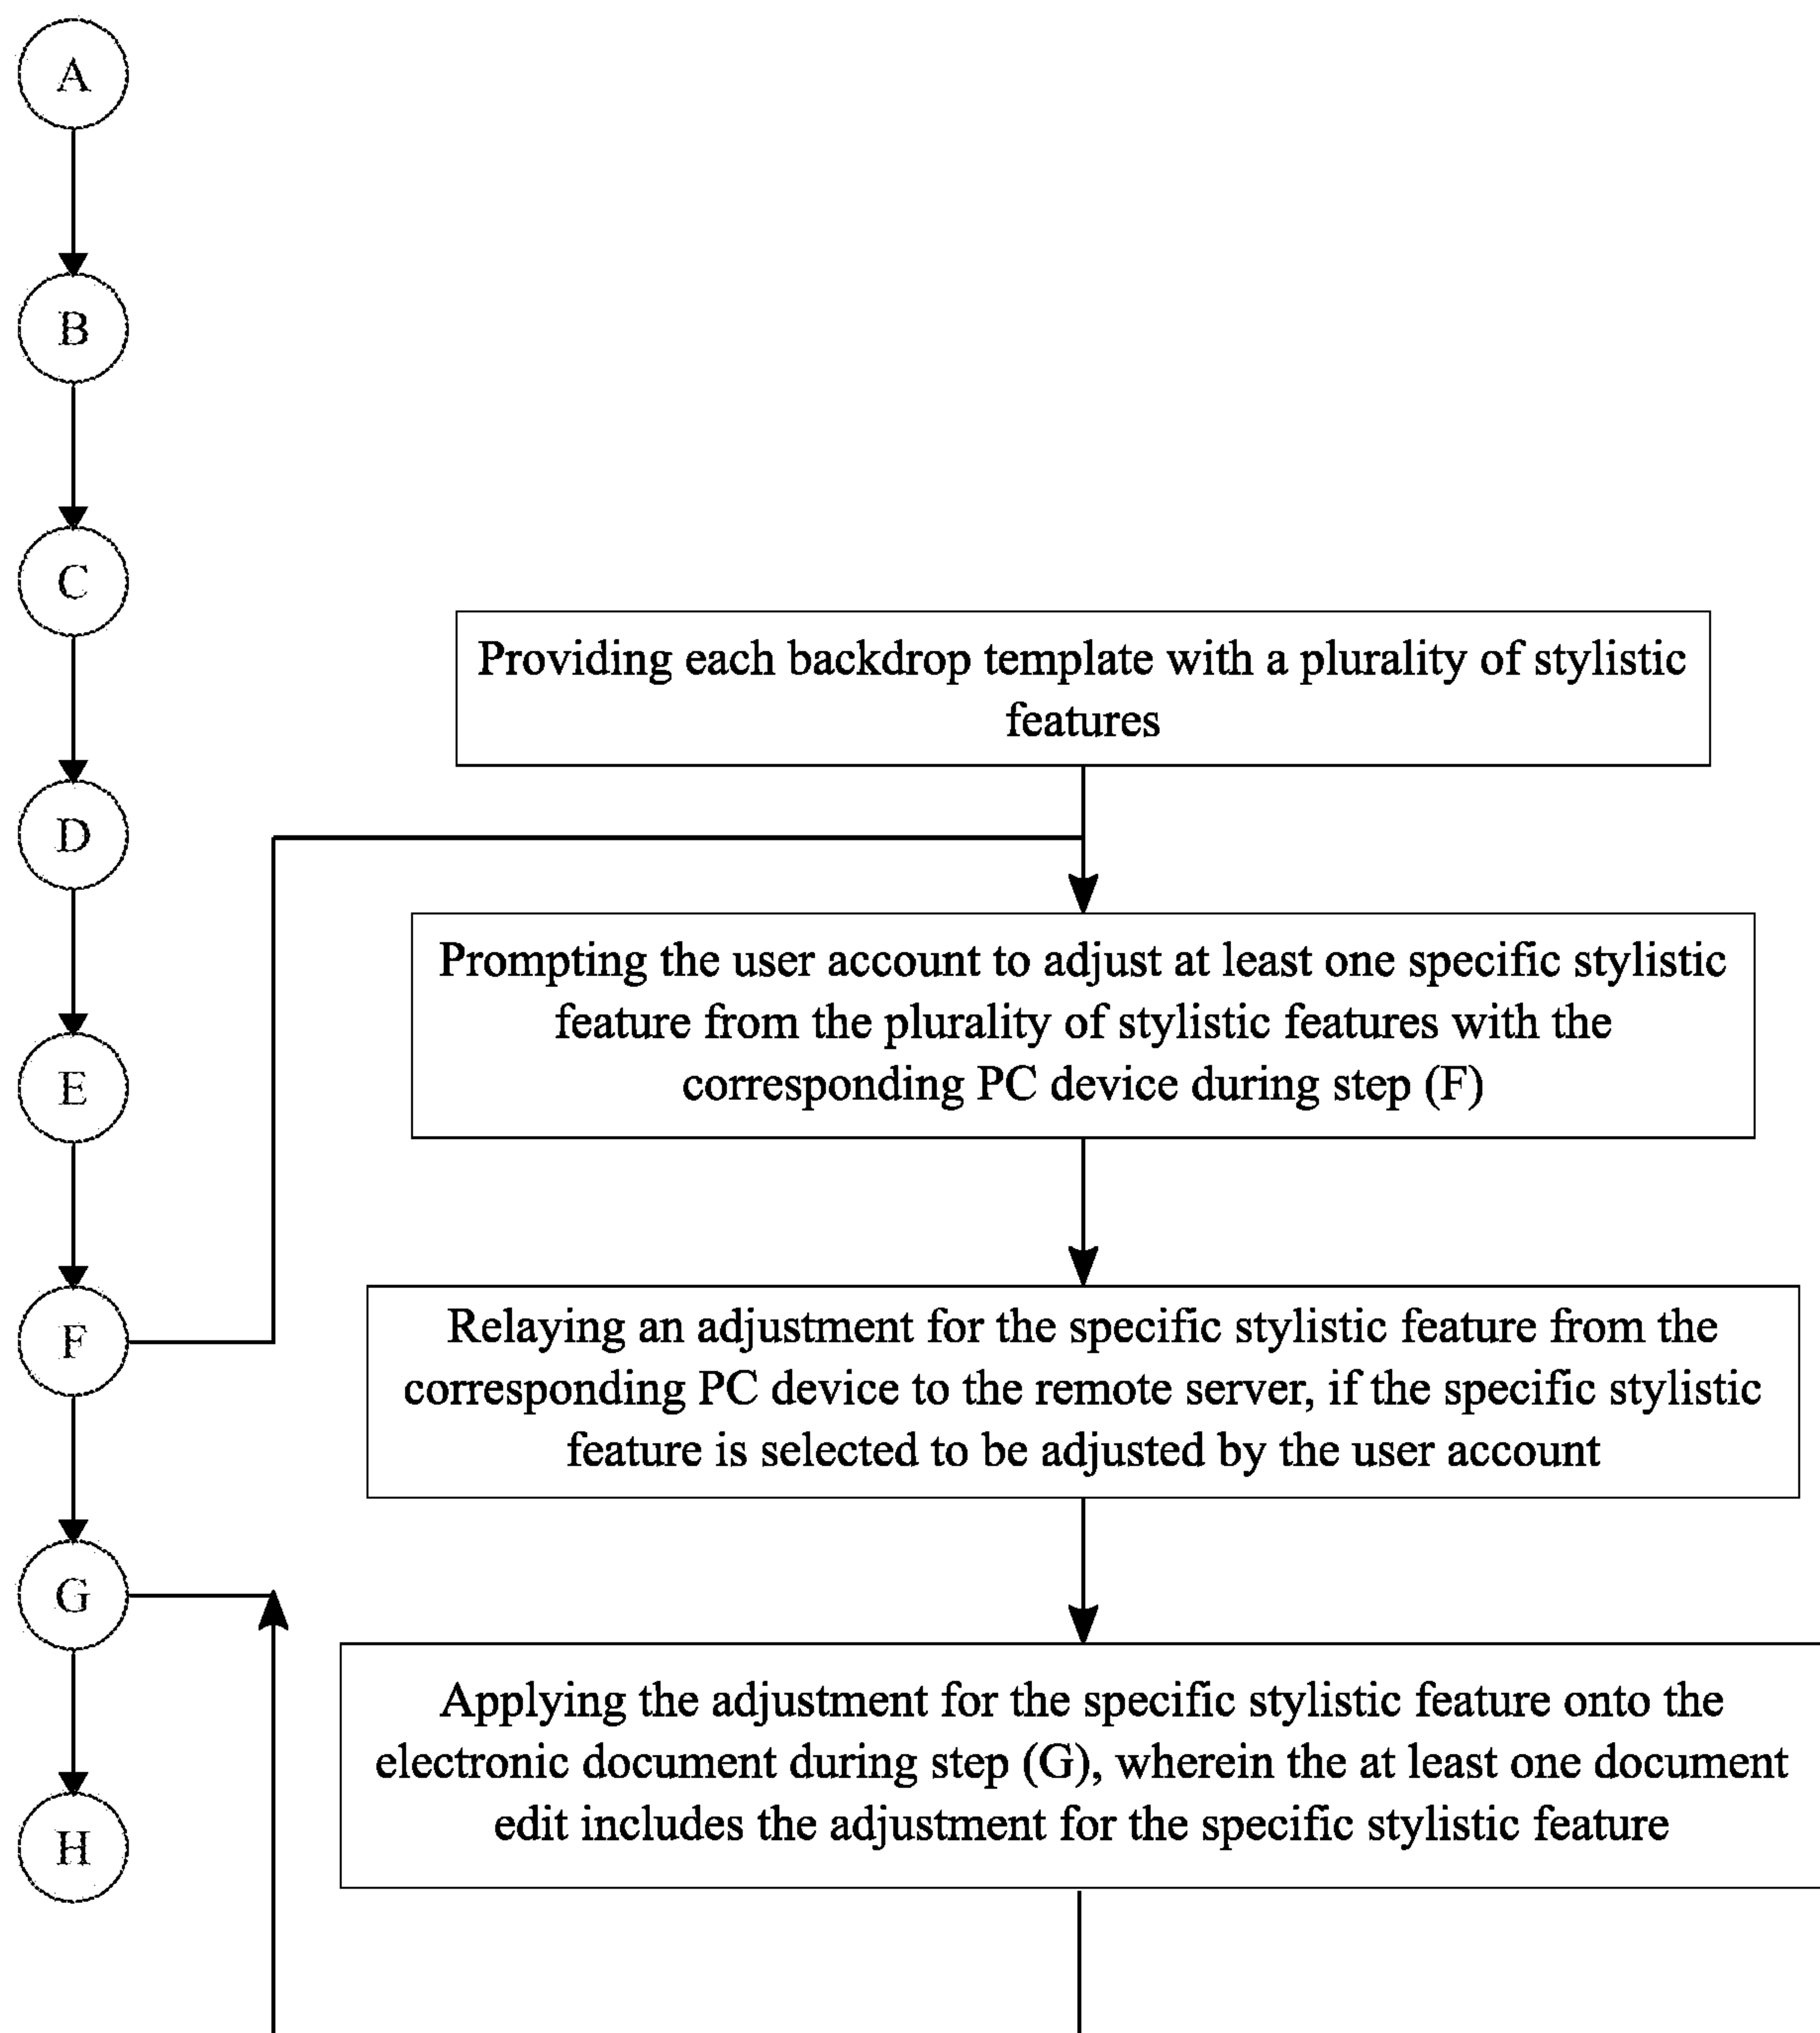 A
B
C
D
E
F
G
H
Providing each backdrop template with a plurality of stylistic
features
Prompting the user account to adjust at least one specific stylistic
feature from the plurality of stylistic features with the
corresponding PC device during step (F)
Relaying an adjustment for the specific stylistic feature from the
corresponding PC device to the remote server, if the specific stylistic
feature is selected to be adjusted by the user account
Applying the adjustment for the specific stylistic feature onto the
electronic document during step (G), wherein the at least one document
edit includes the adjustment for the specific stylistic feature